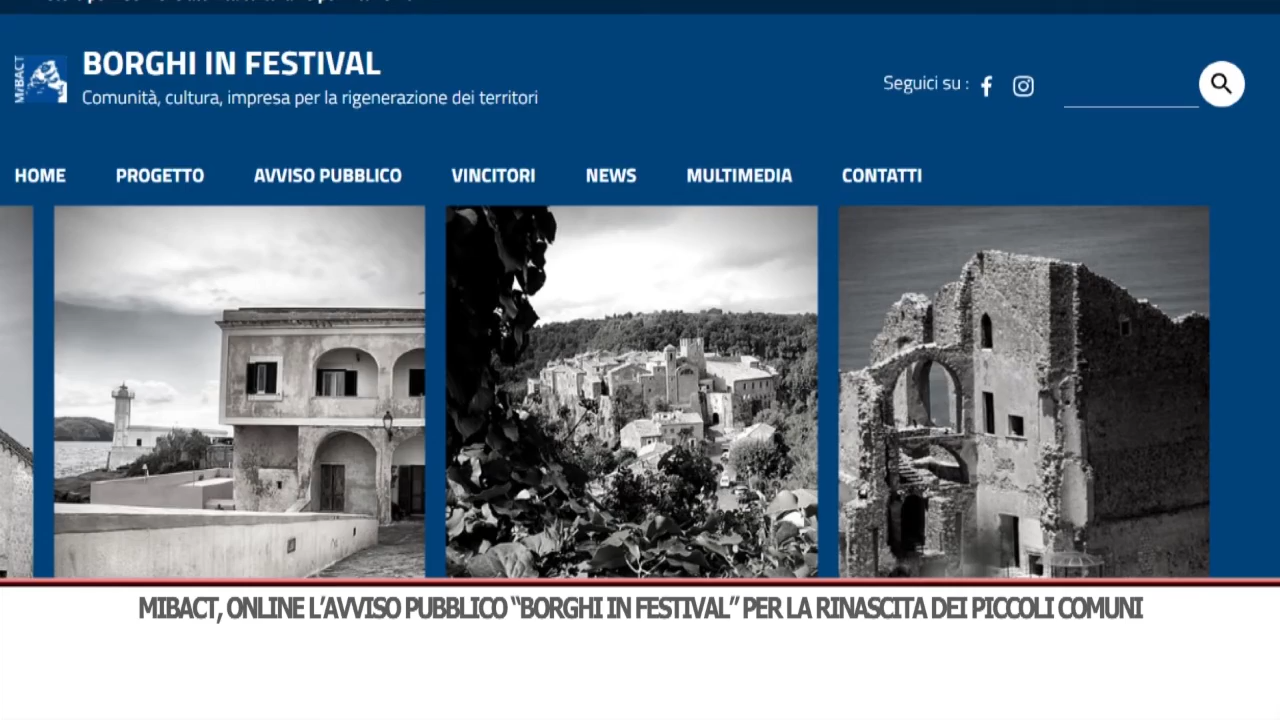 BORGHI IN FESTIVAL
MiBACT
Comunità, cultura, impresa per la rigenerazione dei territori
Seguici su :
HOME PROGETTO AVVISO PUBBLICO VINCITORI NEWS MULTIMEDIA CONTATTI
MIBACT, ONLINE L'AVVISO PUBBLICO “BORGHI IN FESTIVAL” PER LA RINASCITA DEI PICCOLI COMUNI